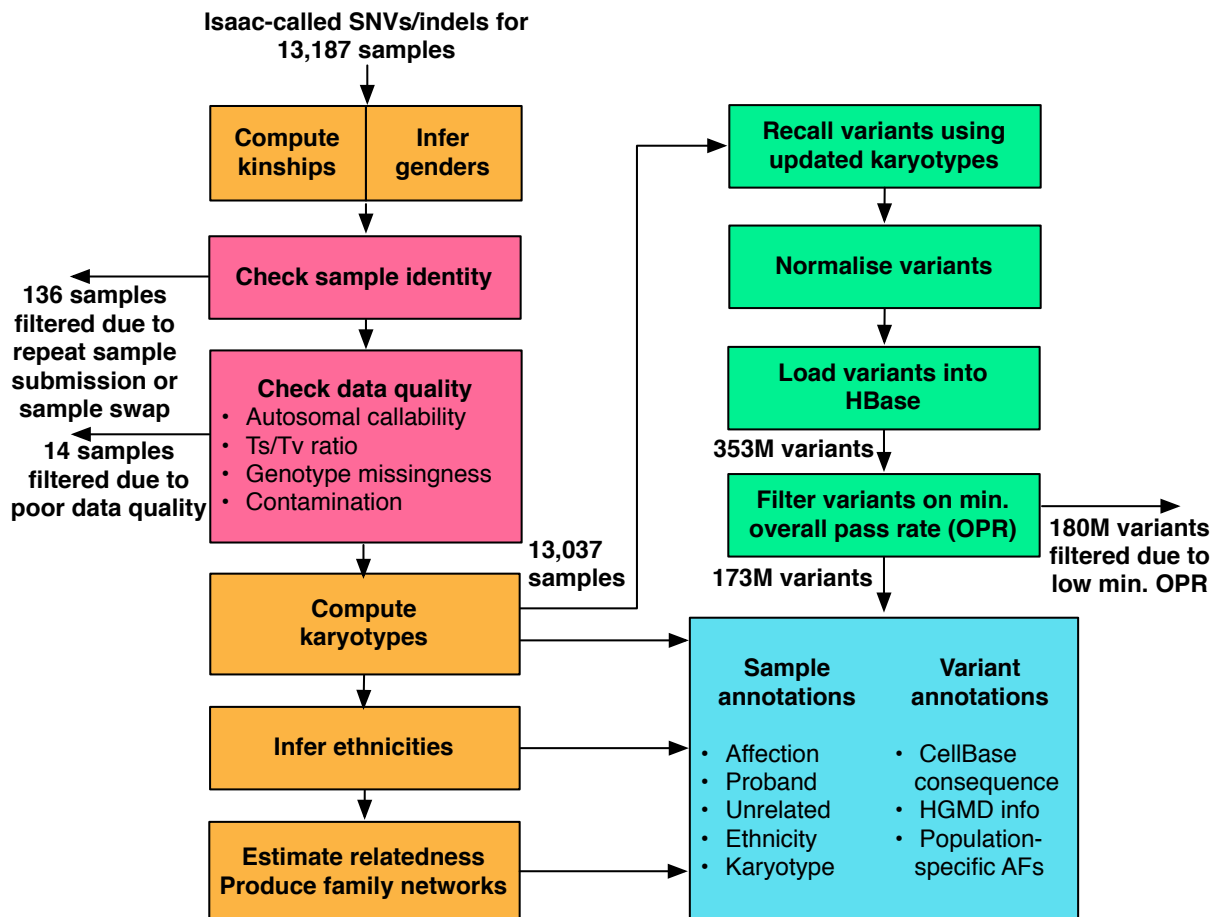 Isaac-called SNVs/indels for
13,187 samples
Compute
kinships
Infer
genders
Check sample identity
136 samples
filtered due to
repeat sample
submission or
sample swap
Check data quality
• Autosomal callability
• Ts/Tv ratio
• Genotype missingness
• Contamination
14 samples
filtered due to
poor data quality
13,037
samples
Compute
karyotypes
Infer ethnicities
Estimate relatedness
Produce family networks
Recall variants using
updated karyotypes
Normalise variants
Load variants into
HBase
353M variants
Filter variants on min.
overall pass rate (OPR)
180M variants
filtered due to
low min. OPR
173M variants
Sample
annotations
• Affection
• Proband
• Unrelated
• Ethnicity
• Karyotype
Variant
annotations
• CellBase
consequence
• HGMD info
• Population-
specific AFs